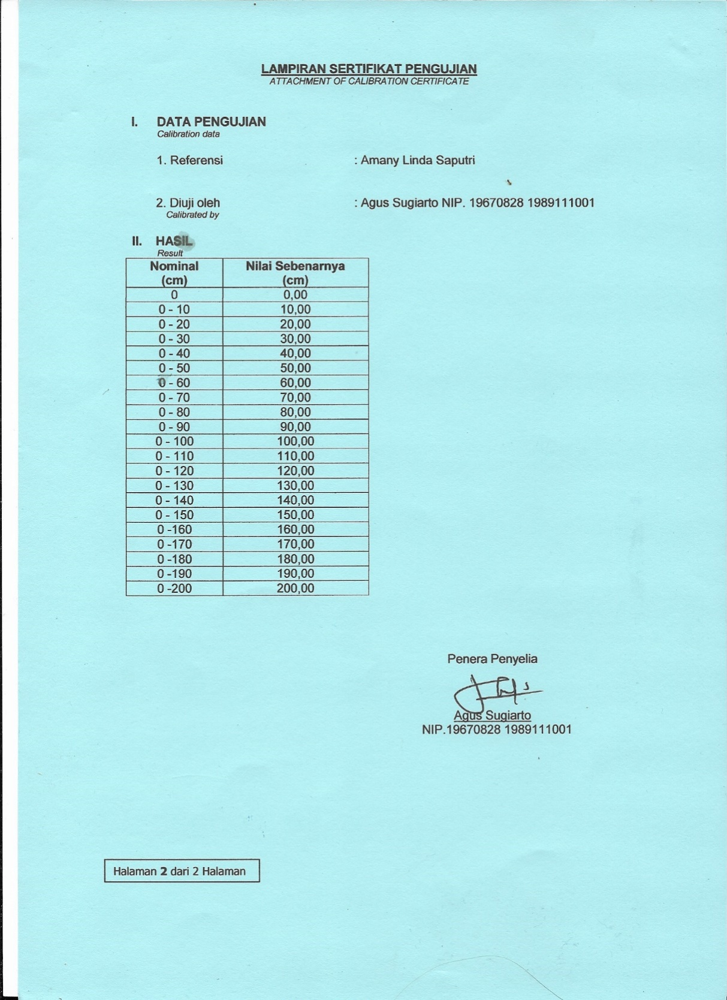 LAMPIRAN SERTIFIKAT PENGUJIAN
ATTACHMENT OF CALIBRATION CERTIFICATE
I. DATA PENGUJIAN
Calibration data
1. Referensi : Amany Linda Saputri
2. Diuji oleh : Agus Sugiarto NIP. 19670828 1989111001
Calibrated by
II. HASIL
Result
Nominal (cm) Nilai Sebenarnya (cm)
0 0,00
0 - 10 10,00
0 - 20 20,00
0 - 30 30,00
0 - 40 40,00
0 - 50 50,00
0 - 60 60,00
0 - 70 70,00
0 - 80 80,00
0 - 90 90,00
0 - 100 100,00
0 - 110 110,00
0 - 120 120,00
0 - 130 130,00
0 - 140 140,00
0 - 150 150,00
0 -160 160,00
0 -170 170,00
0 -180 180,00
0 -190 190,00
0 -200 200,00
Penera Penyelia
Agus Sugiarto
NIP.19670828 1989111001
Halaman 2 dari 2 Halaman